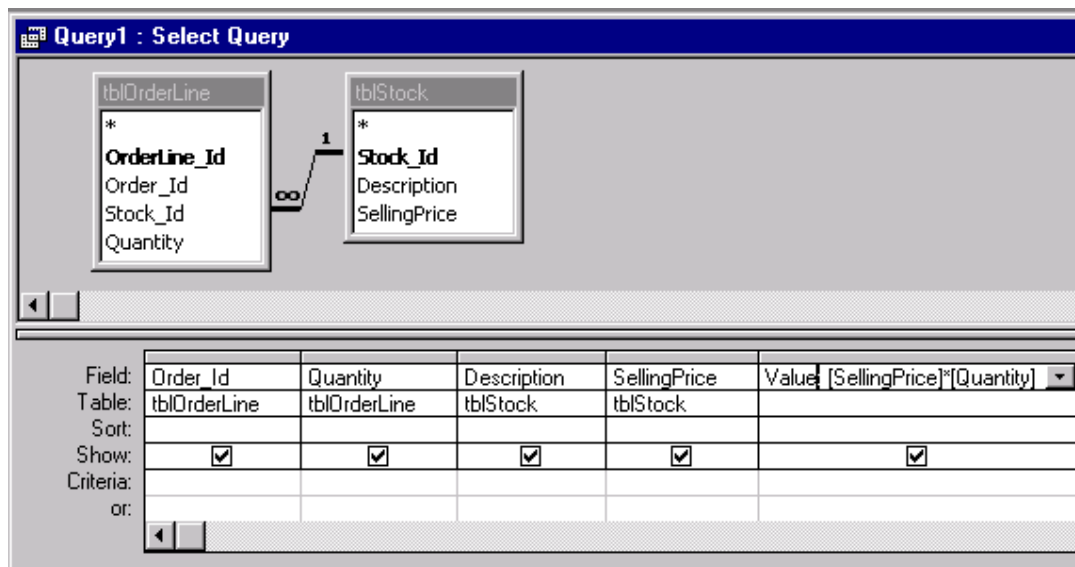 Query1 : Select Query
tblOrderLine
*
OrderLine_Id
Order_Id
Stock_Id
Quantity
∞
1
tblStock
*
Stock_Id
Description
SellingPrice
Field: Order_Id Quantity Description SellingPrice Value: [SellingPrice]*[Quantity]
Table: tblOrderLine tblOrderLine tblStock tblStock
Sort:
Show:
Criteria:
or: